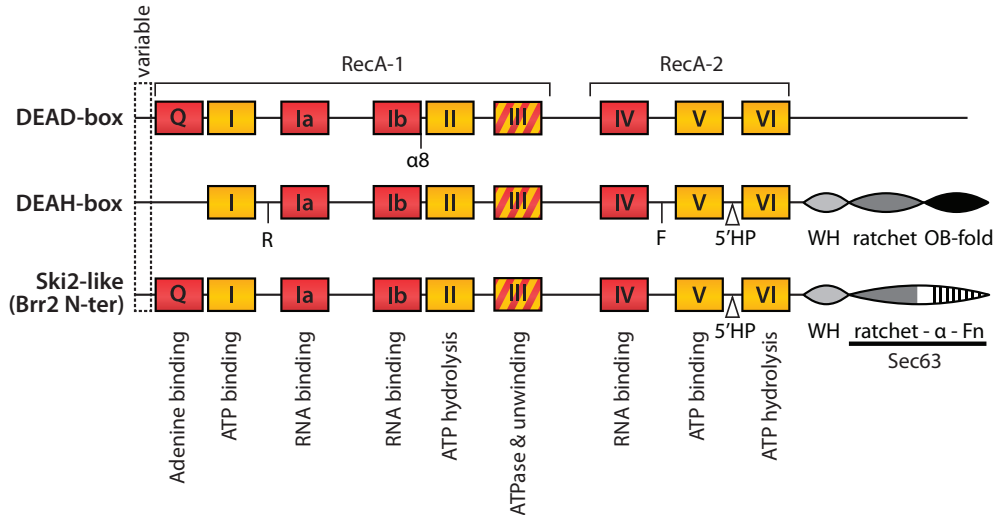 variable
RecA-1
RecA-2
DEAD-box
Q I Ia Ib II III IV V VI
α8
DEAH-box
I Ia Ib II III IV V VI
R
F
5'HP
WH ratchet OB-fold
Ski2-like
(Brr2 N-ter)
Q I Ia Ib II III IV V VI
5'HP
WH ratchet - α - Fn
Sec63
Adenine binding
ATP binding
RNA binding
RNA binding
ATP hydrolysis
ATPase & unwinding
RNA binding
ATP binding
ATP hydrolysis